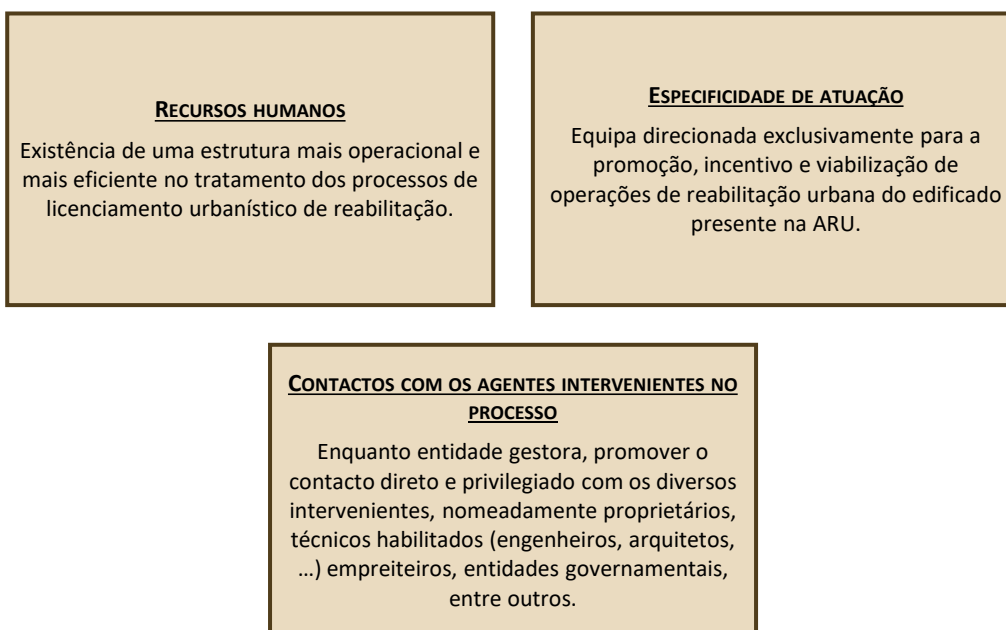 RECURSOS HUMANOS
Existência de uma estrutura mais operacional e
mais eficiente no tratamento dos processos de
licenciamento urbanístico de reabilitação.
ESPECIFICIDADE DE ATUAÇÃO
Equipa direcionada exclusivamente para a
promoção, incentivo e viabilização de
operações de reabilitação urbana do edificado
presente na ARU.
CONTACTOS COM OS AGENTES INTERVENIENTES NO
PROCESSO
Enquanto entidade gestora, promover o
contacto direto e privilegiado com os diversos
intervenientes, nomeadamente proprietários,
técnicos habilitados (engenheiros, arquitetos,
…) empreiteiros, entidades governamentais,
entre outros.